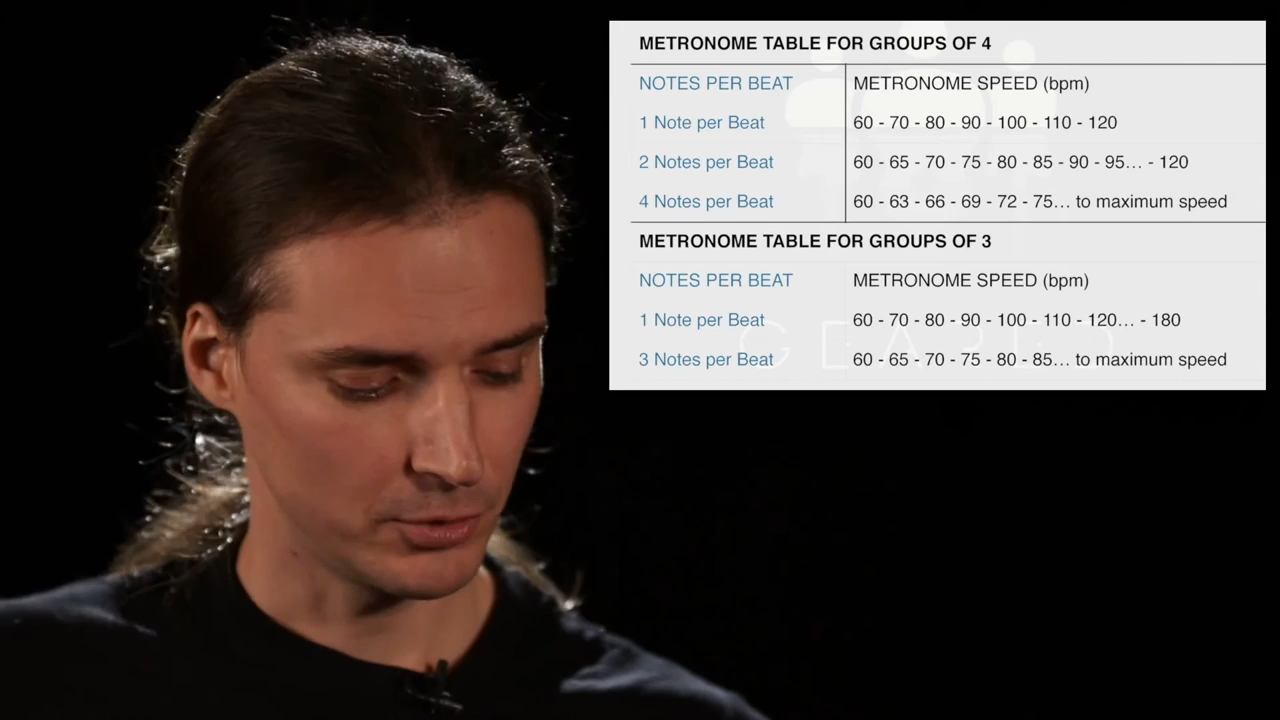 METRONOME TABLE FOR GROUPS OF 4
NOTES PER BEAT METRONOME SPEED (bpm)
1 Note per Beat 60 - 70 - 80 - 90 - 100 - 110 - 120
2 Notes per Beat 60 - 65 - 70 - 75 - 80 - 85 - 90 - 95… - 120
4 Notes per Beat 60 - 63 - 66 - 69 - 72 - 75… to maximum speed
METRONOME TABLE FOR GROUPS OF 3
NOTES PER BEAT METRONOME SPEED (bpm)
1 Note per Beat 60 - 70 - 80 - 90 - 100 - 110 - 120… - 180
3 Notes per Beat 60 - 65 - 70 - 75 - 80 - 85… to maximum speed